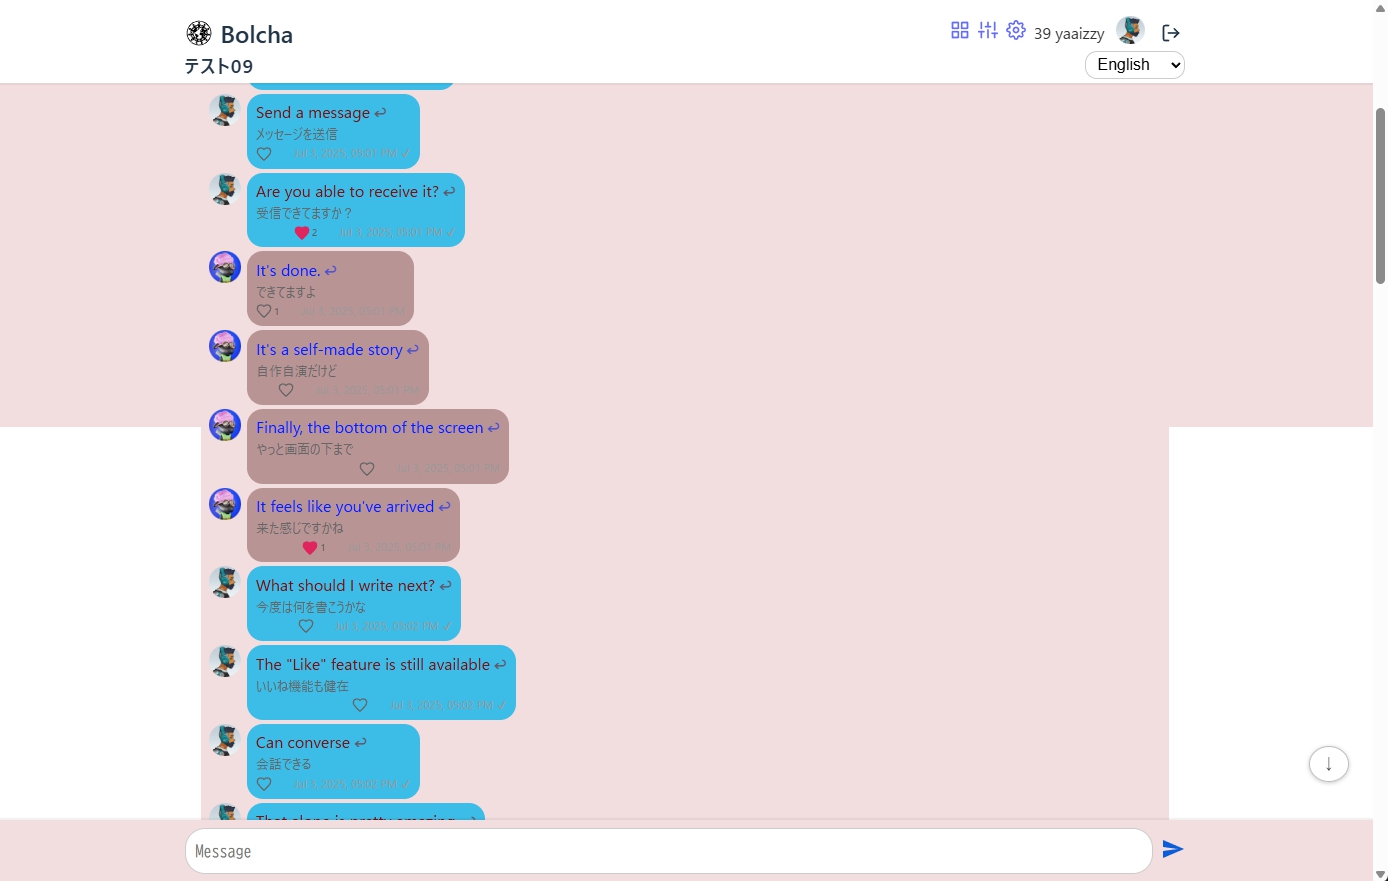 Bolcha
39 yaaizzy
テスト09
English
Send a message
メッセージを送信
Jul 3, 2025, 05:01 PM
Are you able to receive it?
受信できてますか？
2
Jul 3, 2025, 05:01 PM
It's done.
できてますよ
1
Jul 3, 2025, 05:01 PM
It's a self-made story
自作自演だけど
Jul 3, 2025, 05:01 PM
Finally, the bottom of the screen
やっと画面の下まで
Jul 3, 2025, 05:01 PM
It feels like you've arrived
来た感じですかね
1
Jul 3, 2025, 05:01 PM
What should I write next?
今度は何を書こうかな
Jul 3, 2025, 05:02 PM
The "Like" feature is still available
いいね機能も健在
Jul 3, 2025, 05:02 PM
Can converse
会話できる
Jul 3, 2025, 05:02 PM
That alone is pretty amazing
Message